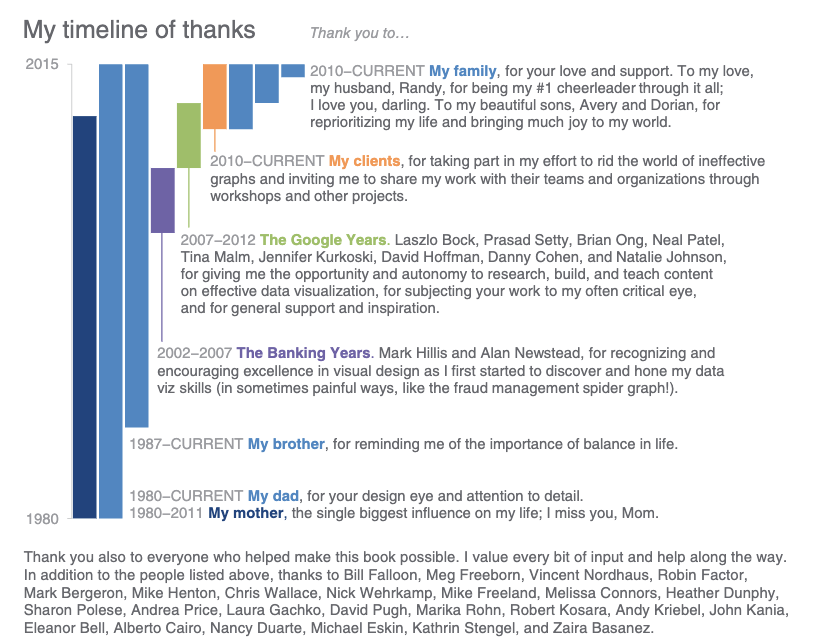 My timeline of thanks
Thank you to…
2015
2010–CURRENT My family, for your love and support. To my love,
my husband, Randy, for being my #1 cheerleader through it all;
I love you, darling. To my beautiful sons, Avery and Dorian, for
reprioritizing my life and bringing much joy to my world.
2010–CURRENT My clients, for taking part in my effort to rid the world of ineffective
graphs and inviting me to share my work with their teams and organizations through
workshops and other projects.
2007–2012 The Google Years. Laszlo Bock, Prasad Setty, Brian Ong, Neal Patel,
Tina Malm, Jennifer Kurkoski, David Hoffman, Danny Cohen, and Natalie Johnson,
for giving me the opportunity and autonomy to research, build, and teach content
on effective data visualization, for subjecting your work to my often critical eye,
and for general support and inspiration.
2002–2007 The Banking Years. Mark Hillis and Alan Newstead, for recognizing and
encouraging excellence in visual design as I first started to discover and hone my data
viz skills (in sometimes painful ways, like the fraud management spider graph!).
1987–CURRENT My brother, for reminding me of the importance of balance in life.
1980–CURRENT My dad, for your design eye and attention to detail.
1980–2011 My mother, the single biggest influence on my life; I miss you, Mom.
1980
Thank you also to everyone who helped make this book possible. I value every bit of input and help along the way.
In addition to the people listed above, thanks to Bill Falloon, Meg Freeborn, Vincent Nordhaus, Robin Factor,
Mark Bergeron, Mike Henton, Chris Wallace, Nick Wehrkamp, Mike Freeland, Melissa Connors, Heather Dunphy,
Sharon Polese, Andrea Price, Laura Gachko, David Pugh, Marika Rohn, Robert Kosara, Andy Kriebel, John Kania,
Eleanor Bell, Alberto Cairo, Nancy Duarte, Michael Eskin, Kathrin Stengel, and Zaira Basanez.